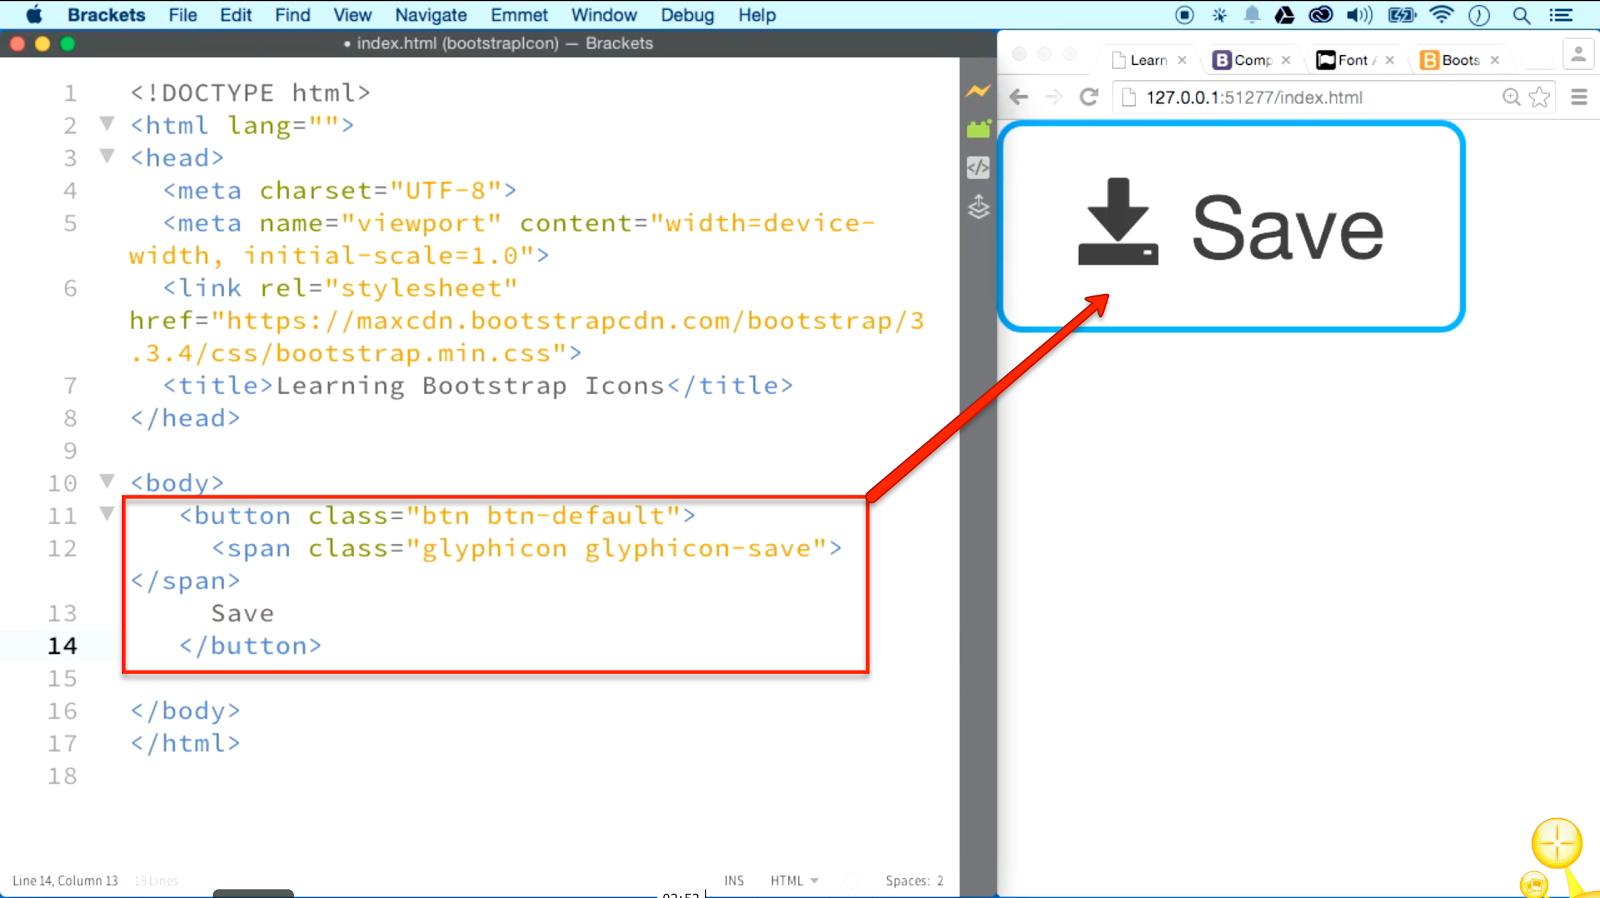 Brackets File Edit Find View Navigate Emmet Window Debug Help
• index.html (bootstrapIcon) — Brackets
1 <!DOCTYPE html>
2 <html lang="">
3 <head>
4 <meta charset="UTF-8">
5 <meta name="viewport" content="width=device-
width, initial-scale=1.0">
6 <link rel="stylesheet"
href="https://maxcdn.bootstrapcdn.com/bootstrap/3
.3.4/css/bootstrap.min.css">
7 <title>Learning Bootstrap Icons</title>
8 </head>
9
10 <body>
11 <button class="btn btn-default">
12 <span class="glyphicon glyphicon-save">
</span>
13 Save
14 </button>
15
16 </body>
17 </html>
18
Line 14, Column 13 18 Lines INS HTML Spaces: 2
Learn B Comp Font B Boots
127.0.0.1:51277/index.html
Save